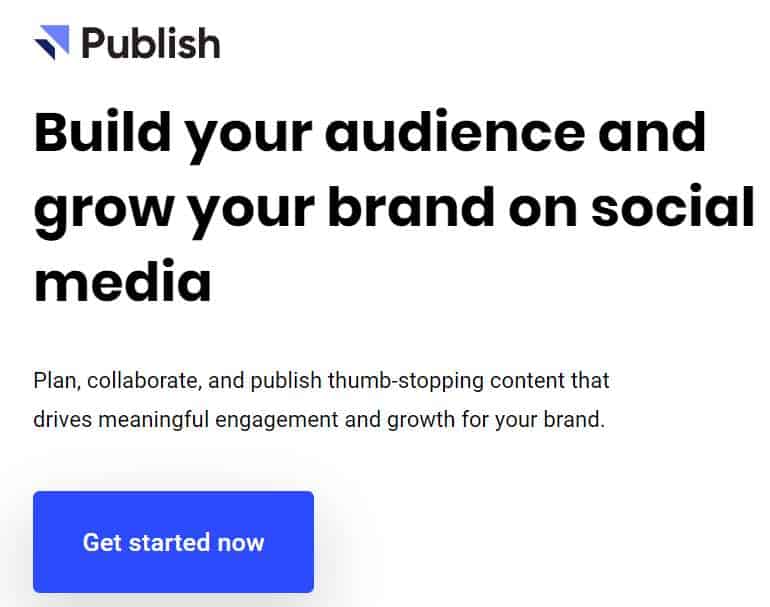 Publish
Build your audience and
grow your brand on social
media
Plan, collaborate, and publish thumb-stopping content that
drives meaningful engagement and growth for your brand.
Get started now